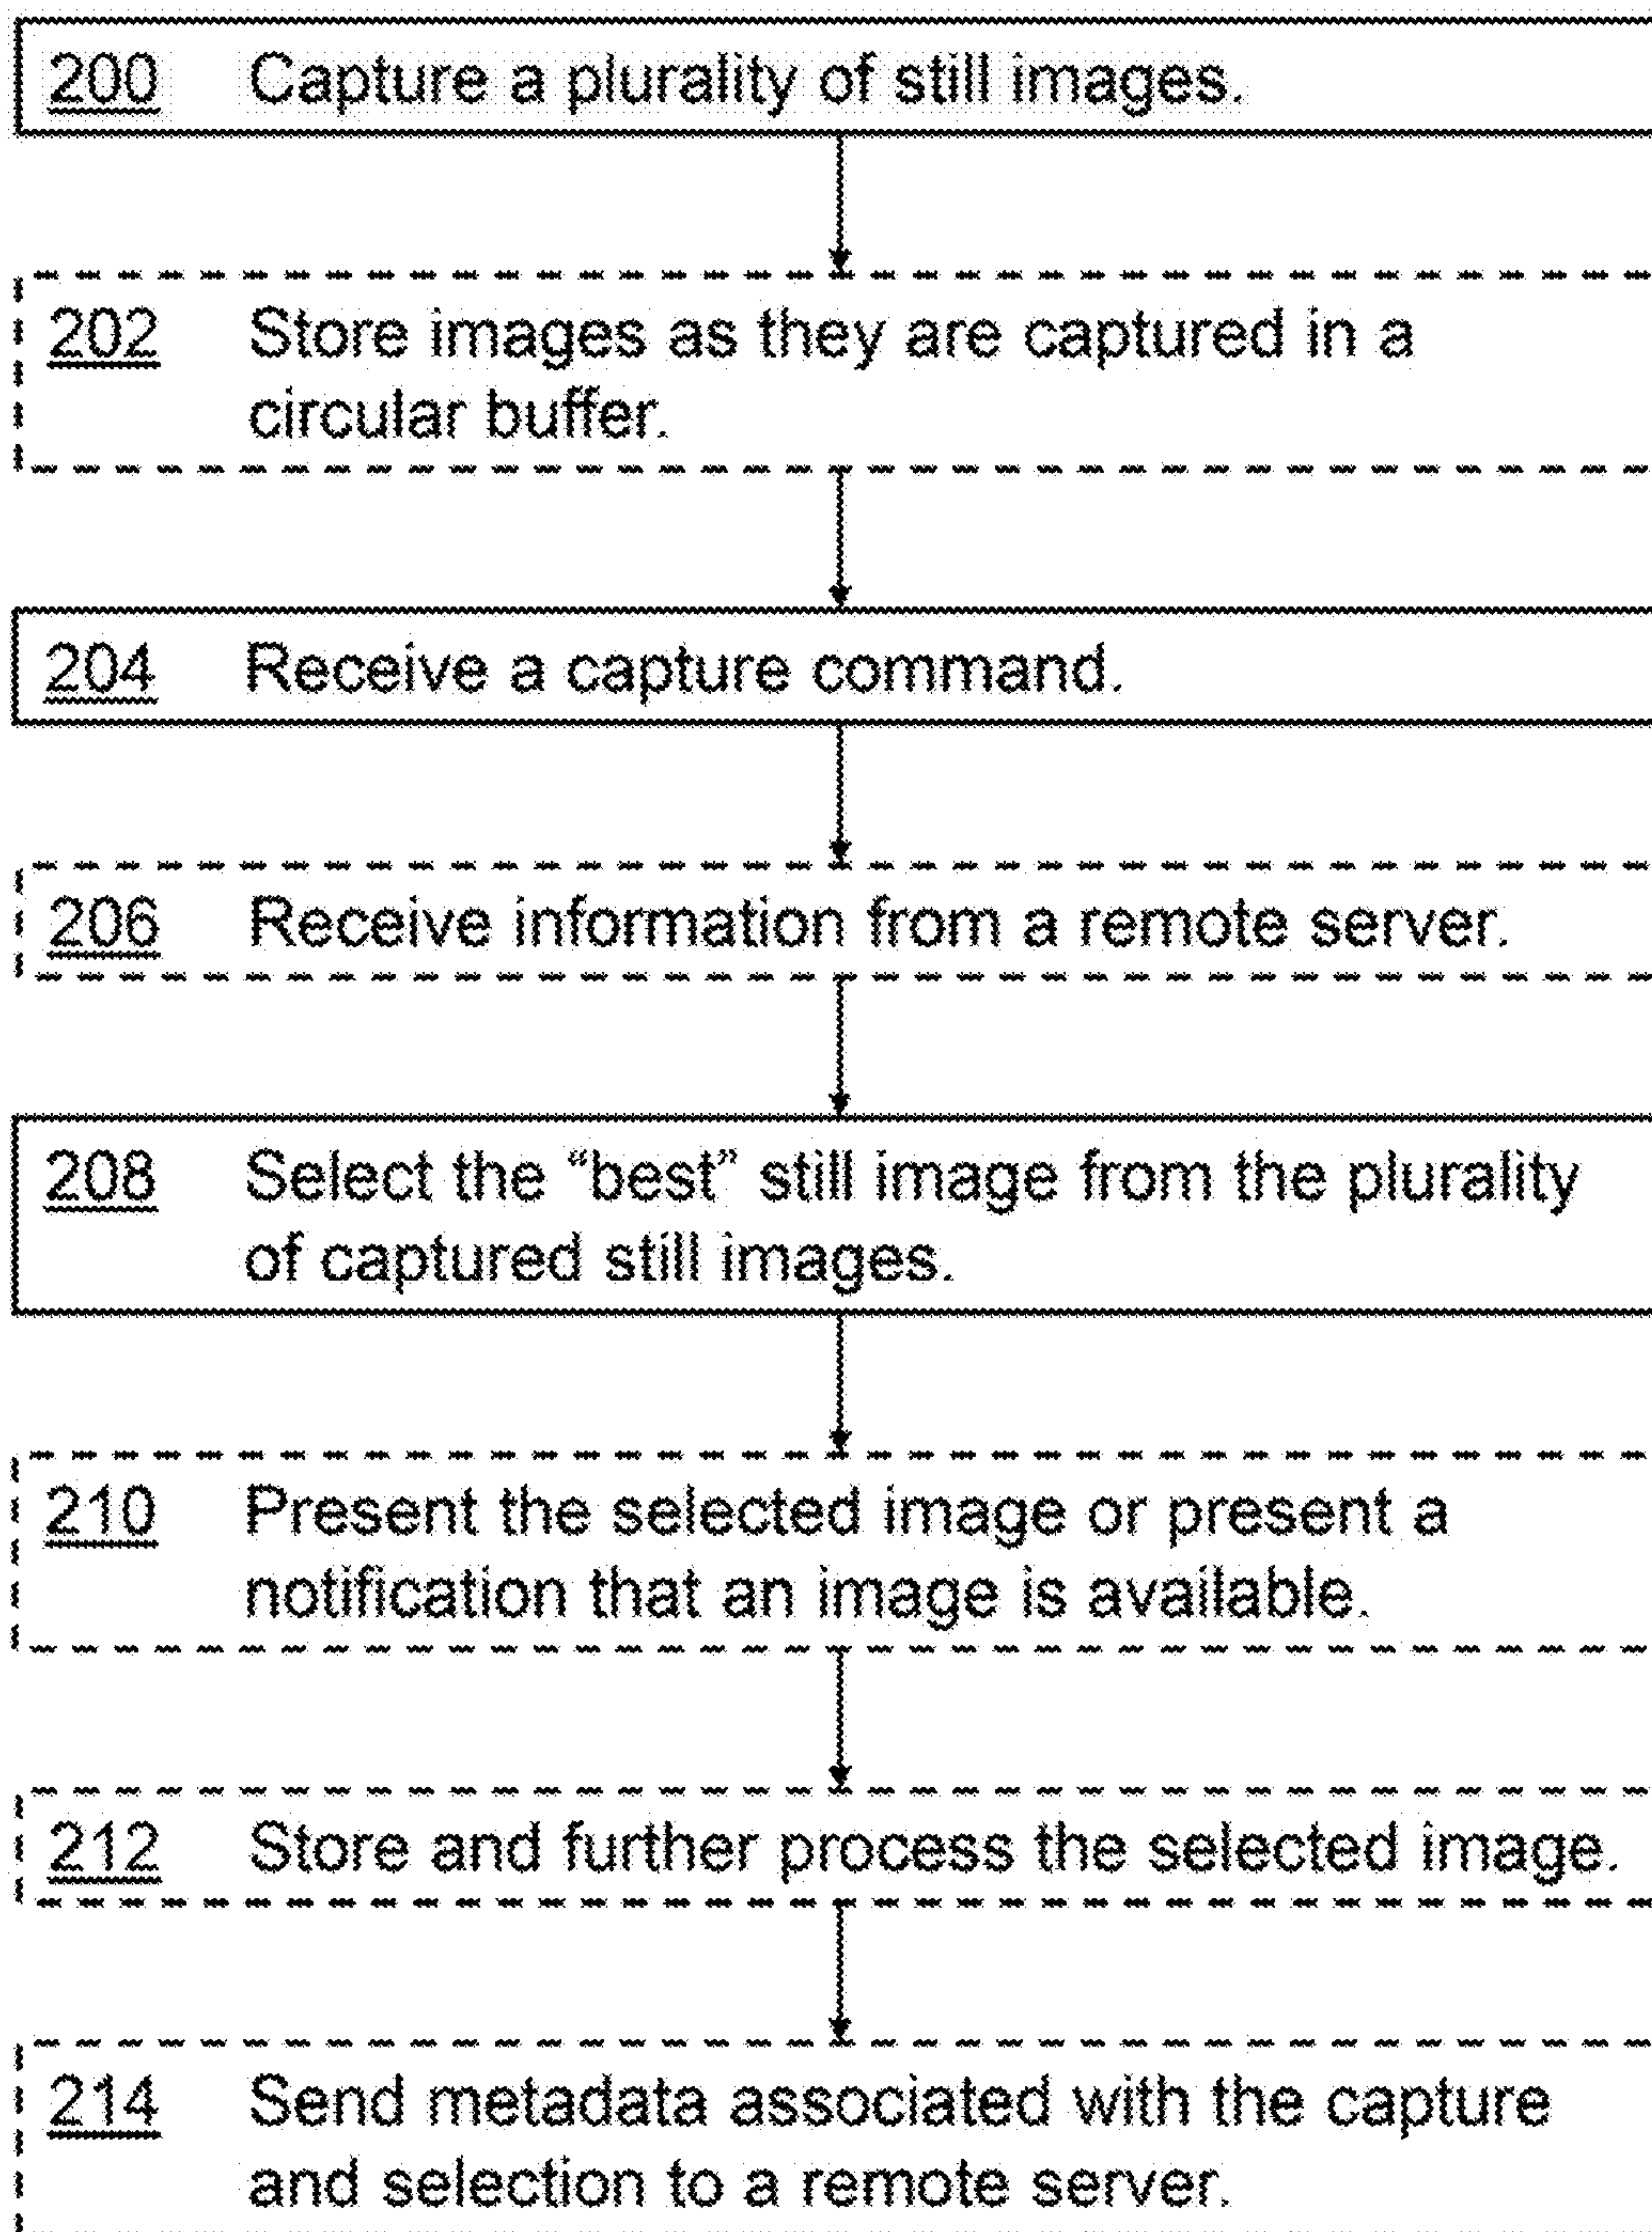 200 Capture a plurality of still images.
202 Store images as they are captured in a
circular buffer.
204 Receive a capture command.
206 Receive information from a remote server.
208 Select the “best” still image from the plurality
of captured still images.
210 Present the selected image or present a
notification that an image is available.
212 Store and further process the selected image.
214 Send metadata associated with the capture
and selection to a remote server.